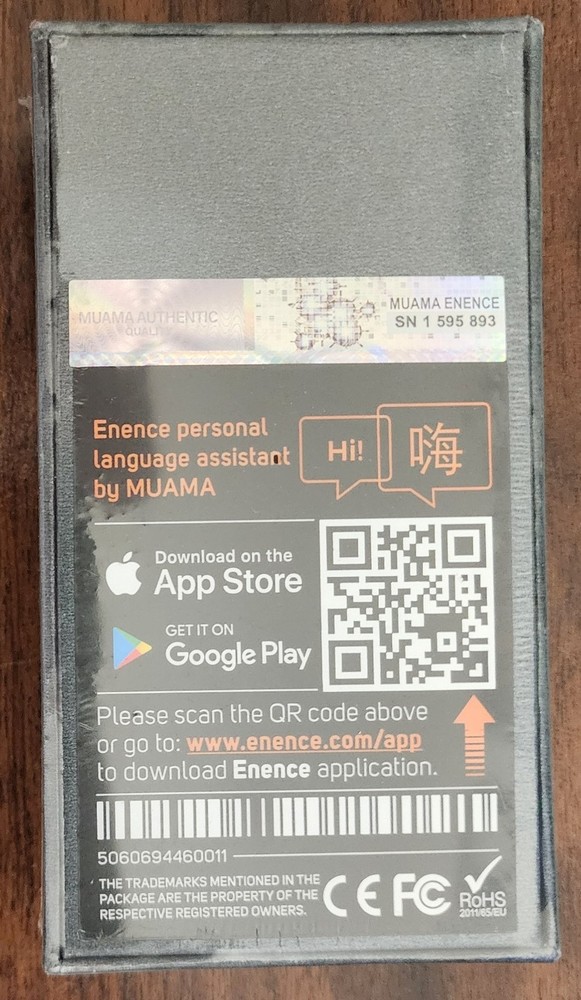 MUAMA AUTHENTIC
QUALITY
MUAMA ENENCE
SN 1 595 893
Enence personal
language assistant
by MUAMA
Hi!
嗨
Download on the
App Store
GET IT ON
Google Play
Please scan the QR code above
or go to: www.enence.com/app
to download Enence application.
5060694460011
THE TRADEMARKS MENTIONED IN THE
PACKAGE ARE THE PROPERTY OF THE
RESPECTIVE REGISTERED OWNERS.
CE FC
RoHS
2011/65/EU